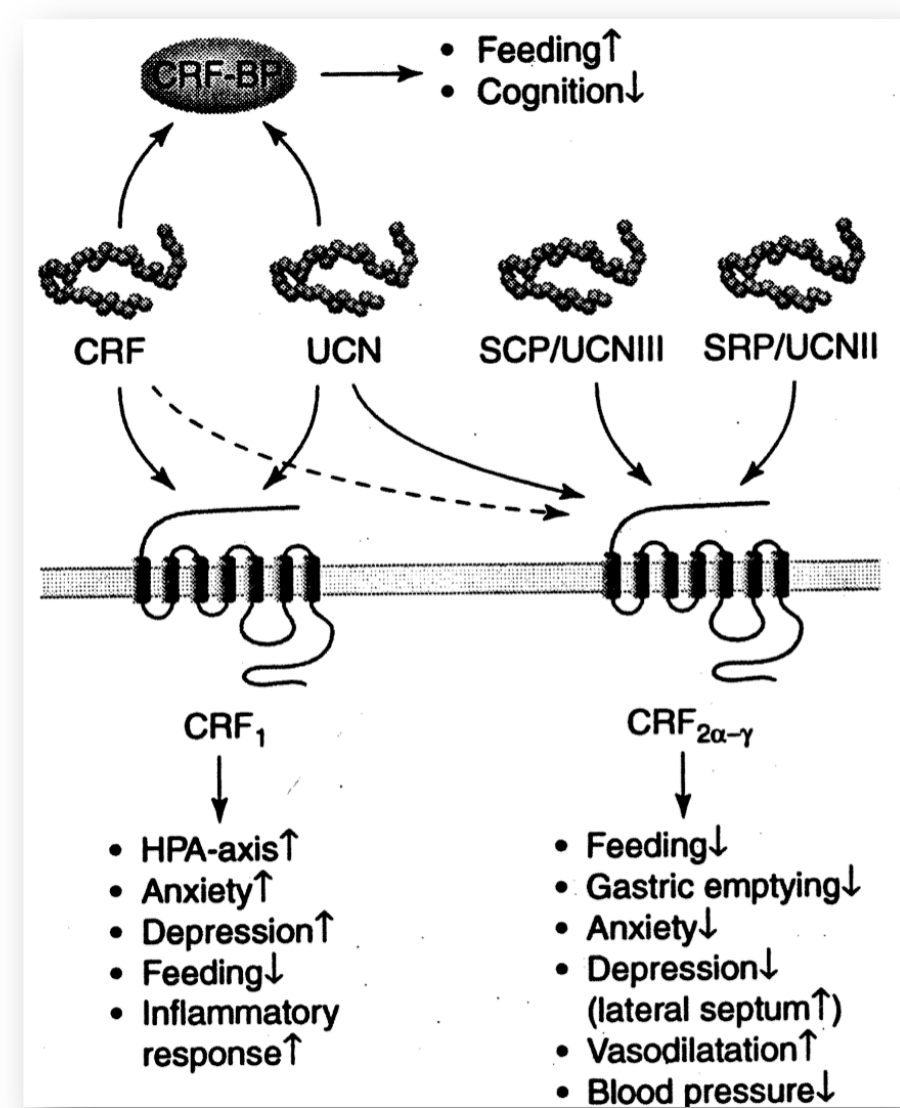 CRF-BP
• Feeding↑
• Cognition↓
CRF
UCN
SCP/UCNIII
SRP/UCNII
CRF₁
CRF₂α–γ
• HPA-axis↑
• Anxiety↑
• Depression↑
• Feeding↓
• Inflammatory
response↑
• Feeding↓
• Gastric emptying↓
• Anxiety↓
• Depression↓
(lateral septum↑)
• Vasodilatation↑
• Blood pressure↓